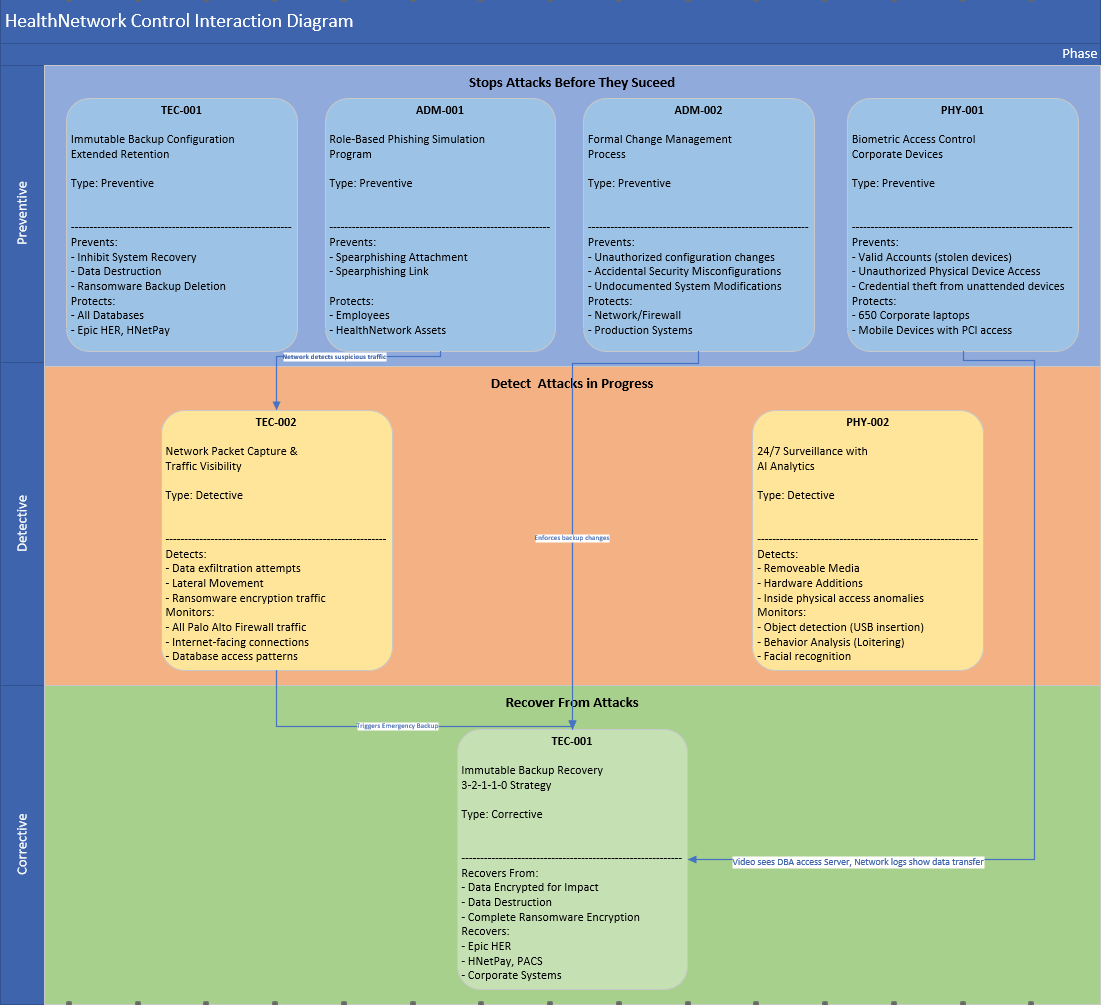 HealthNetwork Control Interaction Diagram
Phase
Preventive
Stops Attacks Before They Suceed
TEC-001
Immutable Backup Configuration
Extended Retention
Type: Preventive
--------------------------------------------------------
Prevents:
- Inhibit System Recovery
- Data Destruction
- Ransomware Backup Deletion
Protects:
- All Databases
- Epic HER, HNetPay
ADM-001
Role-Based Phishing Simulation
Program
Type: Preventive
--------------------------------------------------------
Prevents:
- Spearphishing Attachment
- Spearphishing Link
Protects:
- Employees
- HealthNetwork Assets
ADM-002
Formal Change Management
Process
Type: Preventive
--------------------------------------------------------
Prevents:
- Unauthorized configuration changes
- Accidental Security Misconfigurations
- Undocumented System Modifications
Protects:
- Network/Firewall
- Production Systems
PHY-001
Biometric Access Control
Corporate Devices
Type: Preventive
--------------------------------------------------------
Prevents:
- Valid Accounts (stolen devices)
- Unauthorized Physical Device Access
- Credential theft from unattended devices
Protects:
- 650 Corporate laptops
- Mobile Devices with PCI access
Network detects suspicious traffic
Detective
Detect Attacks in Progress
TEC-002
Network Packet Capture &
Traffic Visibility
Type: Detective
--------------------------------------------------------
Detects:
- Data exfiltration attempts
- Lateral Movement
- Ransomware encryption traffic
Monitors:
- All Palo Alto Firewall traffic
- Internet-facing connections
- Database access patterns
Enforces backup changes
PHY-002
24/7 Surveillance with
AI Analytics
Type: Detective
--------------------------------------------------------
Detects:
- Removeable Media
- Hardware Additions
- Inside physical access anomalies
Monitors:
- Object detection (USB insertion)
- Behavior Analysis (Loitering)
- Facial recognition
Corrective
Recover From Attacks
Triggers Emergency Backup
TEC-001
Immutable Backup Recovery
3-2-1-1-0 Strategy
Type: Corrective
--------------------------------------------------------
Recovers From:
- Data Encrypted for Impact
- Data Destruction
- Complete Ransomware Encryption
Recovers:
- Epic HER
- HNetPay, PACS
- Corporate Systems
Video sees DBA access Server, Network logs show data transfer